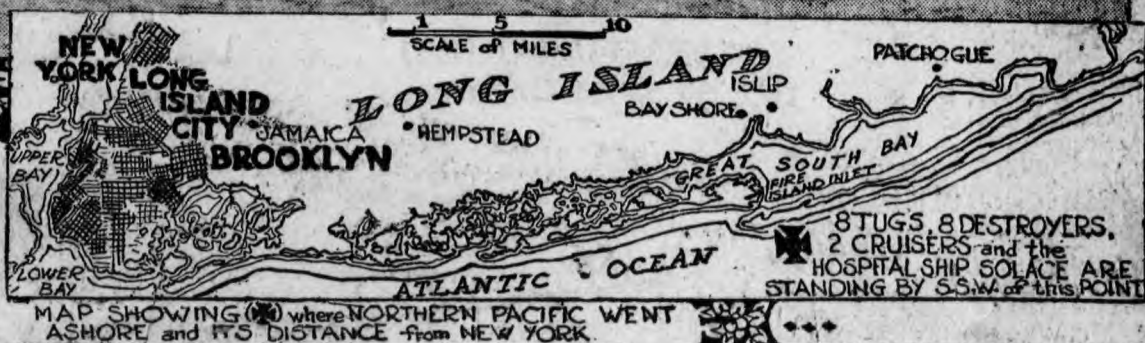 1 5 10
SCALE of MILES
NEW
YORK
LONG
ISLAND
CITY
JAMAICA
BROOKLYN
HEMPSTEAD
LONG ISLAND
ISLIP
BAY SHORE
PATCHOGUE
UPPER
BAY
LOWER
BAY
GREAT SOUTH BAY
FIRE
ISLAND INLET
ATLANTIC OCEAN
8 TUGS, 8 DESTROYERS,
2 CRUISERS and the
HOSPITAL SHIP SOLACE ARE
STANDING BY S.S.W. of this POINT
MAP SHOWING (✠) where NORTHERN PACIFIC WENT
ASHORE and ITS DISTANCE from NEW YORK